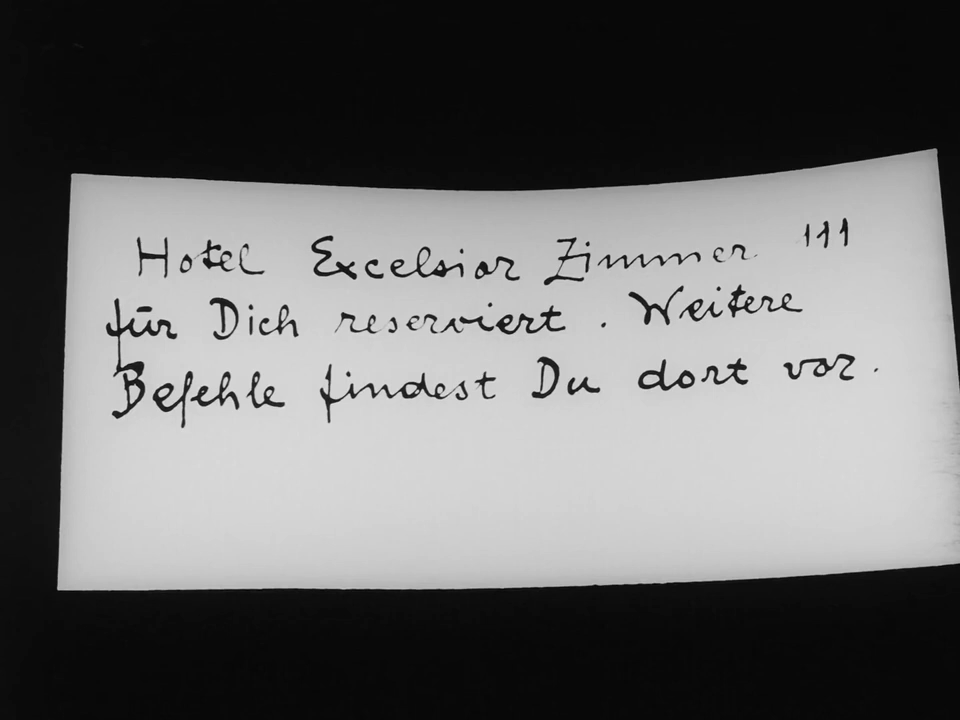 Hotel Excelsior Zimmer 111
für Dich reserviert. Weitere
Befehle findest Du dort vor.